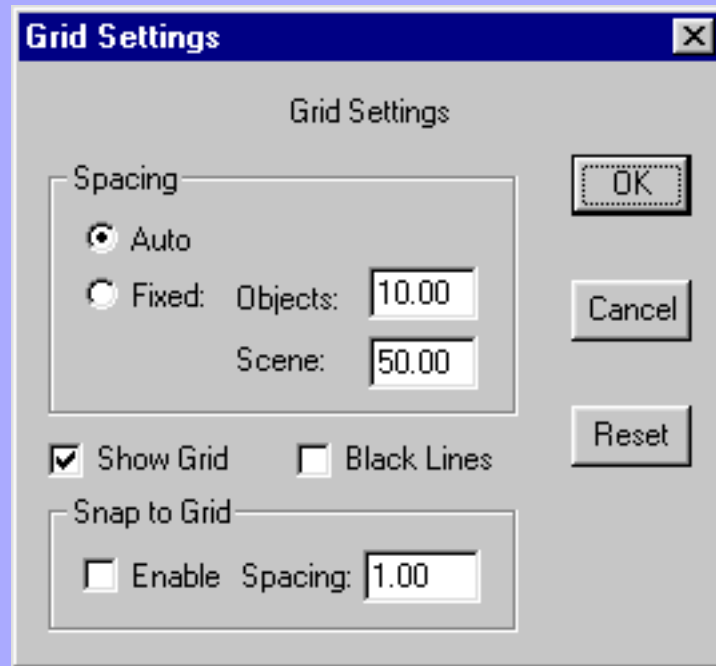 Grid Settings
Grid Settings
Spacing
OK
Auto
Fixed: Objects: 10.00
Cancel
Scene: 50.00
Reset
Show Grid Black Lines
Snap to Grid
Enable Spacing: 1.00